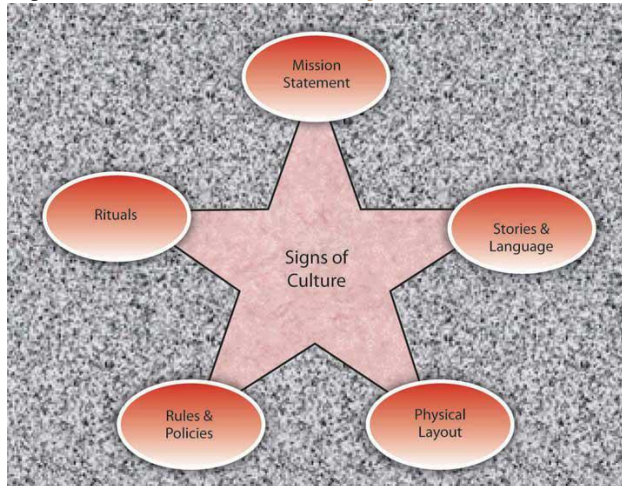 Mission
Statement
Rituals
Stories &
Language
Signs of
Culture
Rules &
Policies
Physical
Layout